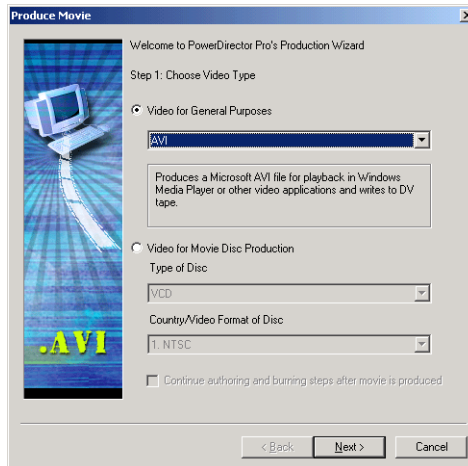 Produce Movie
Welcome to PowerDirector Pro's Production Wizard
Step 1: Choose Video Type
Video for General Purposes
AVI
Produces a Microsoft AVI file for playback in Windows
Media Player or other video applications and writes to DV
tape.
Video for Movie Disc Production
Type of Disc
VCD
Country/Video Format of Disc
1. NTSC
Continue authoring and burning steps after movie is produced
.AVI
< Back
Next >
Cancel